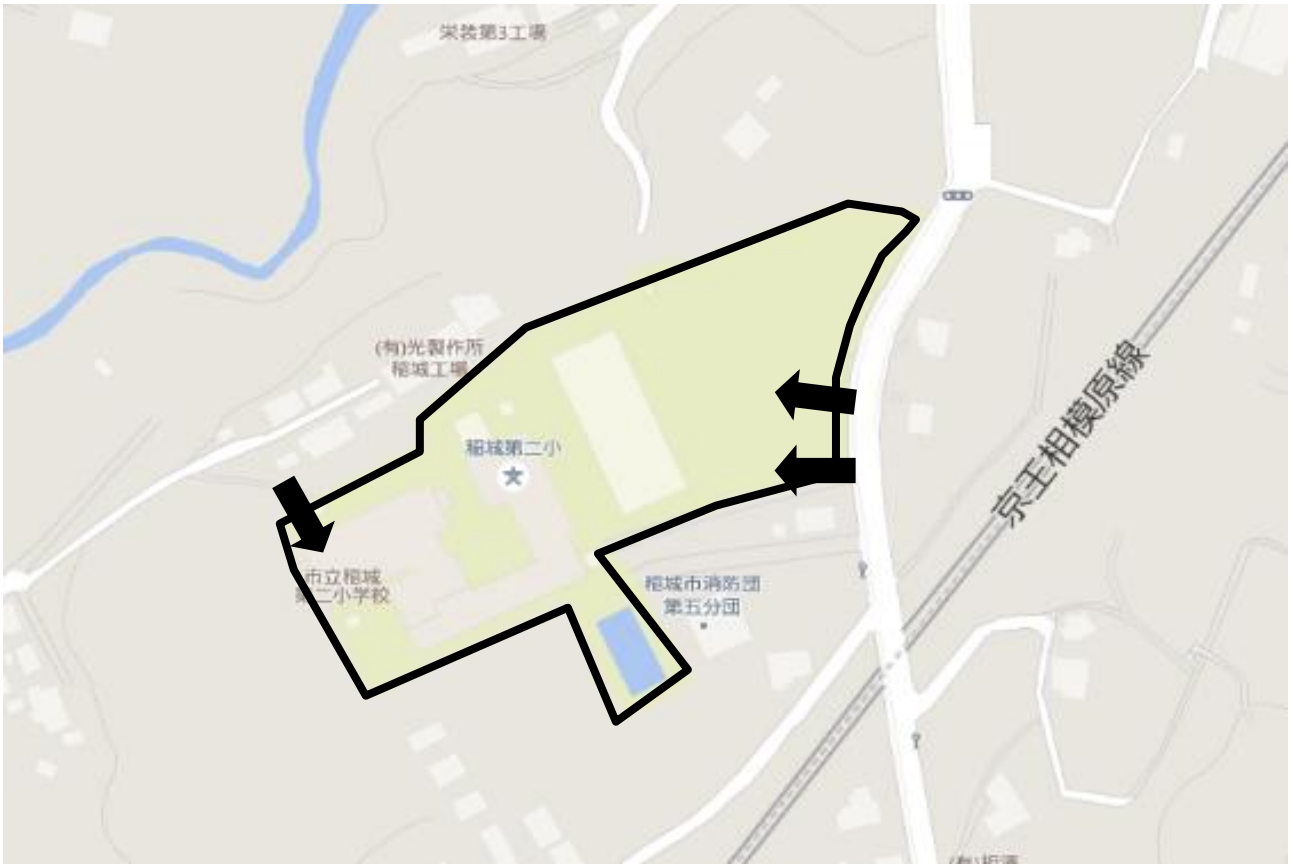 栄装第3工場
(有)光製作所
稲城工場
稲城第二小
市立稲城
第二小学校
稲城市消防団
第五分団
京王相模原線